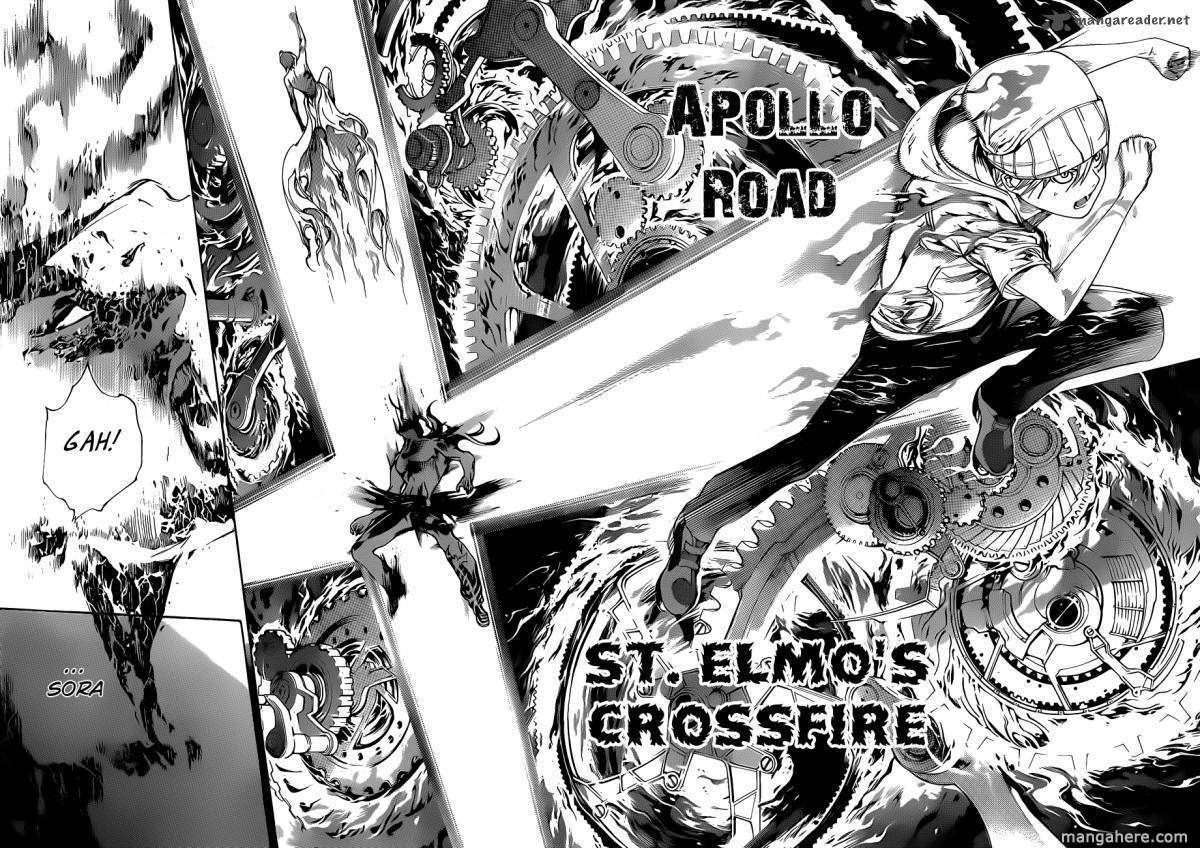 mangareader.net
APOLLO
ROAD
ST. ELMO'S
CROSSFIRE
GAH!
...
SORA
mangahere.com